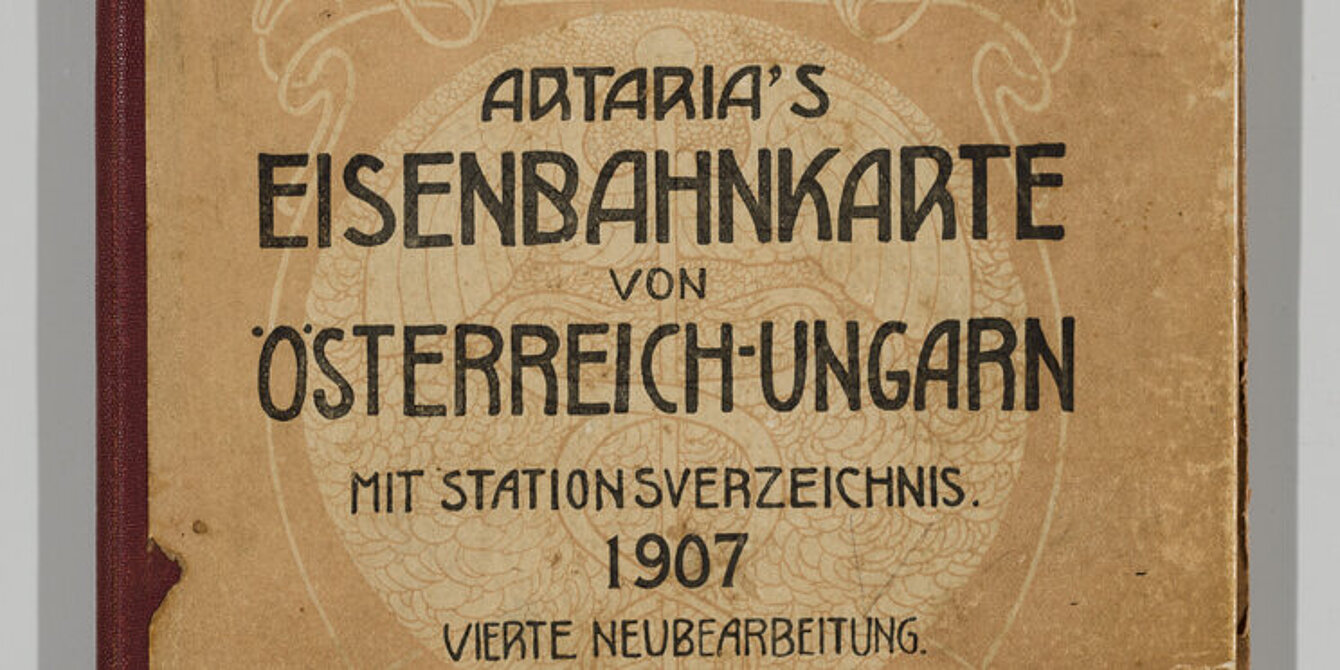 ARTARIA'S
EISENBAHNKARTE
VON
ÖSTERREICH-UNGARN
MIT STATIONSVERZEICHNIS.
1907
VIERTE NEUBEARBEITUNG.